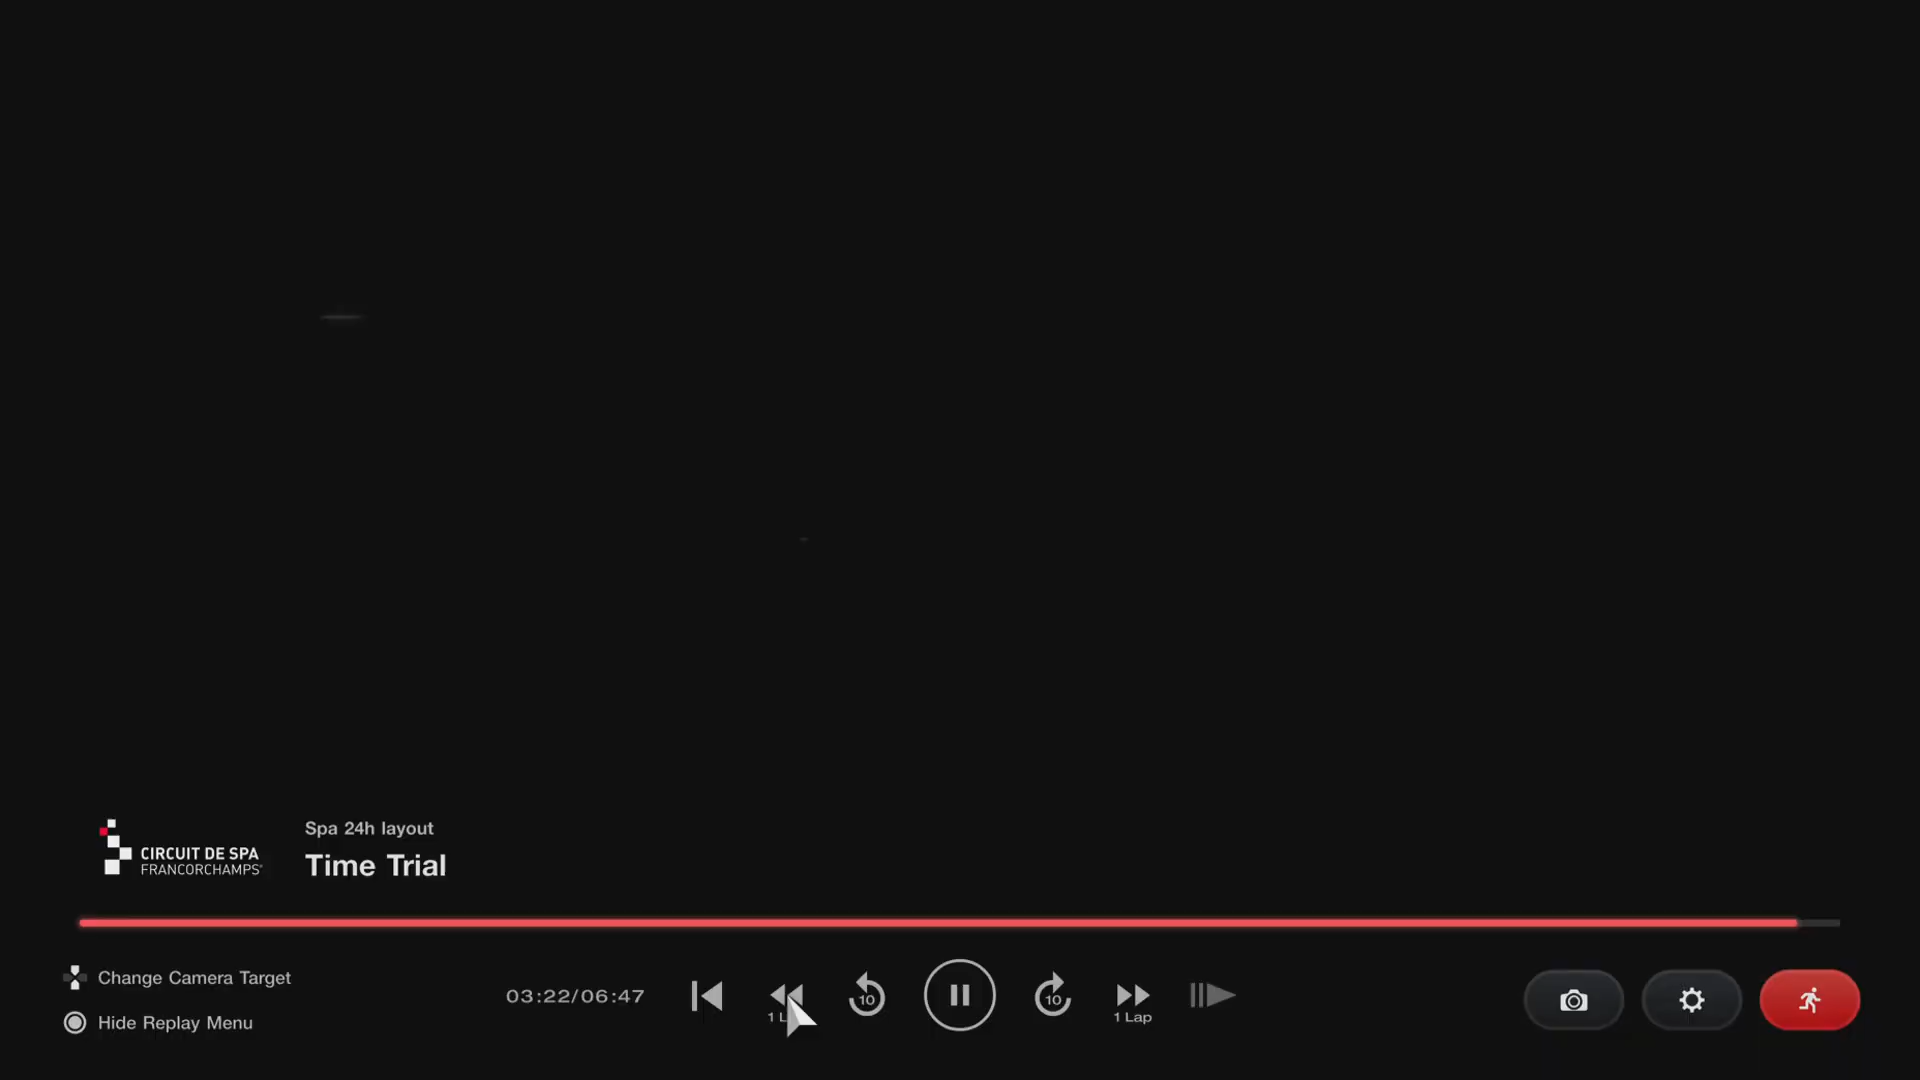 Spa 24h layout
CIRCUIT DE SPA
FRANCORCHAMPS
Time Trial
Change Camera Target
Hide Replay Menu
03:22/06:47
1 L
10
10
1 Lap